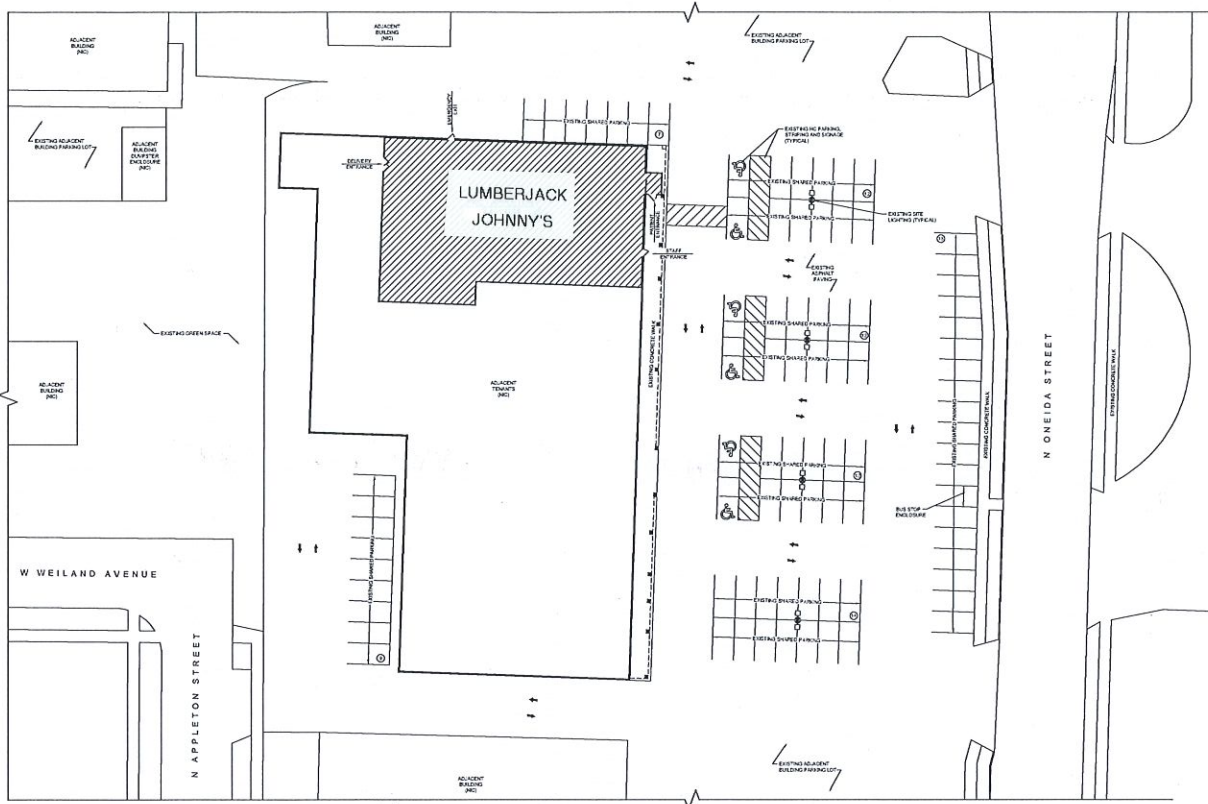 ADJACENT
BUILDING
(NIC)
ADJACENT
BUILDING
(NIC)
EXISTING ADJACENT
BUILDING PARKING LOT
EXISTING ADJACENT
BUILDING PARKING LOT
ADJACENT
BUILDING
DUMPSTER
ENCLOSURE
(NIC)
EMERGENCY
EXIT
EXISTING SHARED PARKING
DELIVERY
ENTRANCE
LUMBERJACK
JOHNNY'S
STAFF
ENTRANCE
EXISTING HC PARKING,
STRIPING AND SIGNAGE
(TYPICAL)
EXISTING SHARED PARKING
EXISTING SHARED PARKING
EXISTING SITE
LIGHTING (TYPICAL)
EXISTING
ASPHALT
PAVING
EXISTING GREEN SPACE
EXISTING CONCRETE WALK
EXISTING SHARED PARKING
EXISTING SHARED PARKING
ADJACENT
BUILDING
(NIC)
ADJACENT
TENANTS
(NIC)
EXISTING SHARED PARKING
EXISTING SHARED PARKING
EXISTING SHARED PARKING
EXISTING CONCRETE WALK
N ONEIDA STREET
EXISTING CONCRETE WALK
BUS STOP
ENCLOSURE
EXISTING SHARED PARKING
W WEILAND AVENUE
N APPLETON STREET
EXISTING SHARED PARKING
EXISTING SHARED PARKING
ADJACENT
BUILDING
(NIC)
EXISTING ADJACENT
BUILDING PARKING LOT